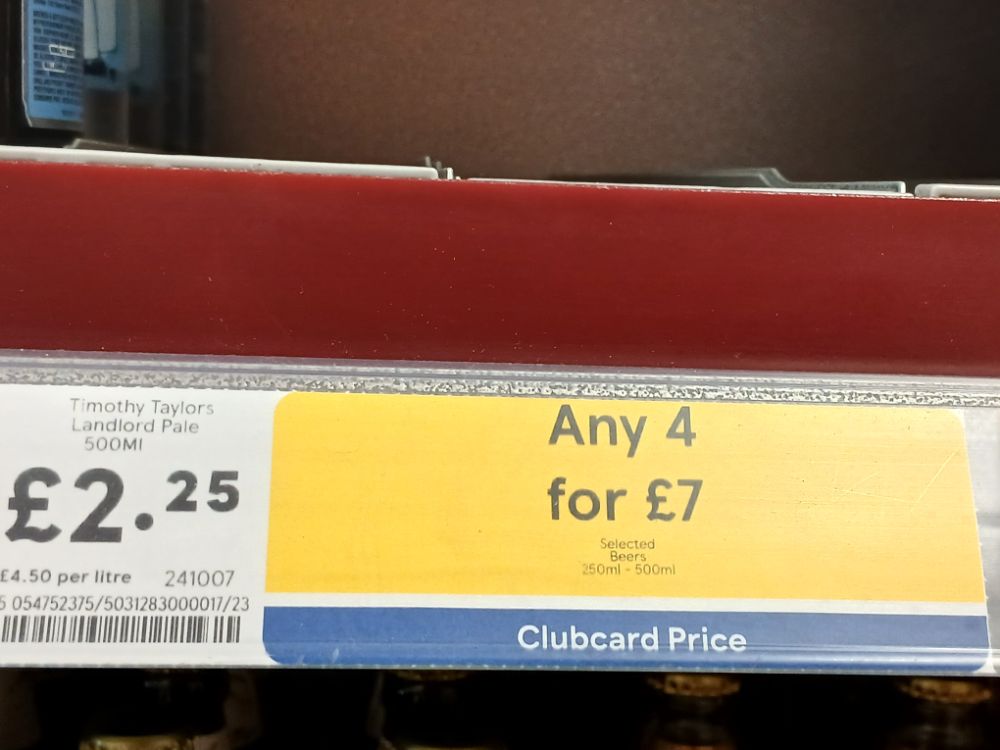 Timothy Taylors
Landlord Pale
500Ml
£2.25
£4.50 per litre 241007
5 054752375/5031283000017/23
Any 4
for £7
Selected
Beers
250ml - 500ml
Clubcard Price